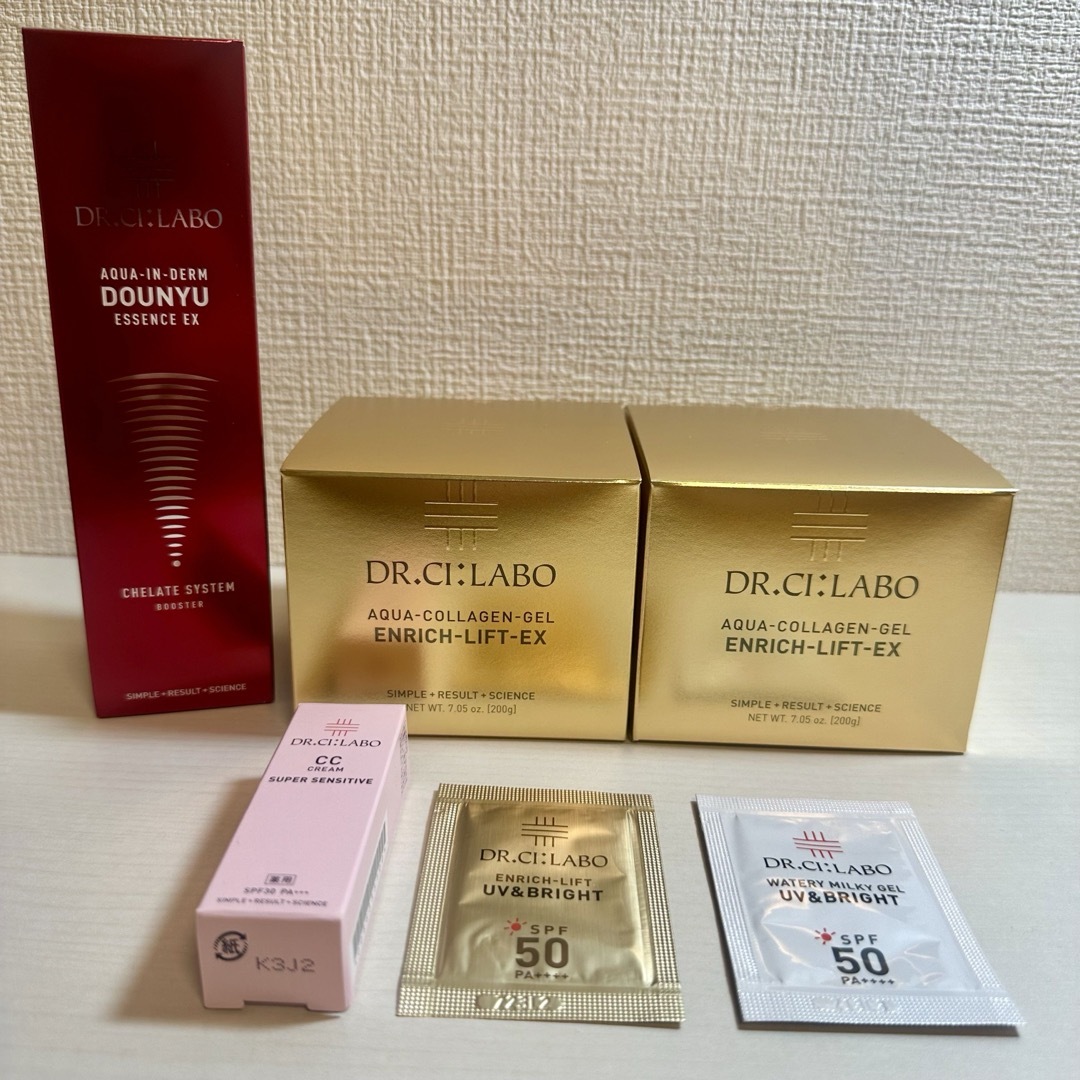 DR.CI:LABO
AQUA-IN-DERM
DOUNYU
ESSENCE EX
CHELATE SYSTEM
BOOSTER
SIMPLE+RESULT+SCIENCE
DR.CI:LABO
AQUA-COLLAGEN-GEL
ENRICH-LIFT-EX
SIMPLE+RESULT+SCIENCE
NET WT. 7.05 oz. [200g]
DR.CI:LABO
AQUA-COLLAGEN-GEL
ENRICH-LIFT-EX
SIMPLE+RESULT+SCIENCE
NET WT. 7.05 oz. [200g]
DR.CI:LABO
CC
CREAM
SUPER SENSITIVE
薬用
SPF30 PA+++
SIMPLE+RESULT+SCIENCE
紙
K3J2
DR.CI:LABO
ENRICH-LIFT
UV&BRIGHT
SPF
50
PA++++
DR.CI:LABO
WATERY MILKY GEL
UV&BRIGHT
SPF
50
PA++++